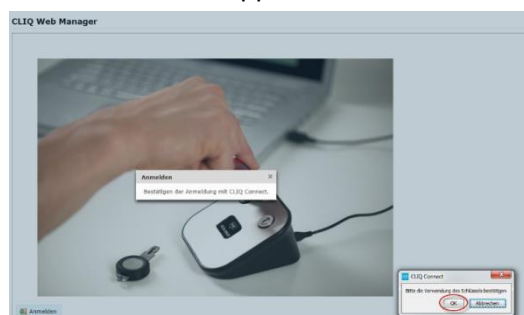 CLIQ Web Manager
Anmelden
Bestätigen der Anmeldung mit CLIQ Connect.
CLIQ Connect
Bitte die Verwendung des Schlüssels bestätigen
OK
Abbrechen
Anmelden